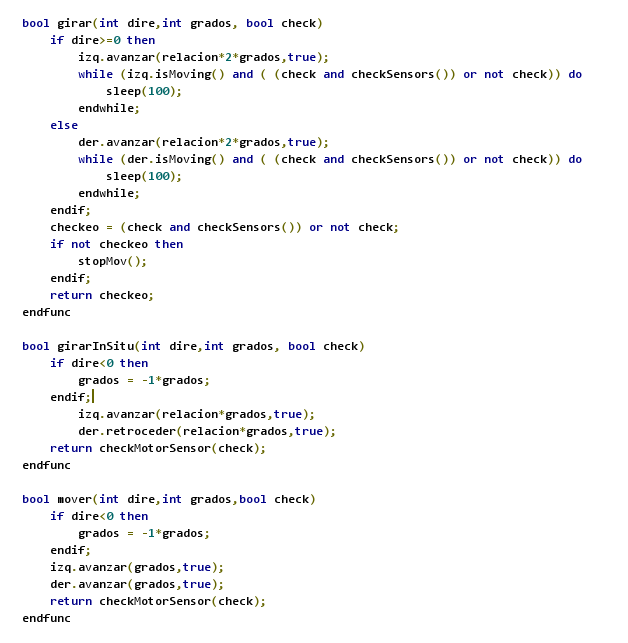 bool girar(int dire,int grados, bool check)
    if dire>=0 then
        izq.avanzar(relacion*2*grados,true);
        while (izq.isMoving() and ( (check and checkSensors()) or not check)) do
            sleep(100);
        endwhile;
    else
        der.avanzar(relacion*2*grados,true);
        while (der.isMoving() and ( (check and checkSensors()) or not check)) do
            sleep(100);
        endwhile;
    endif;
    checkeo = (check and checkSensors()) or not check;
    if not checkeo then
        stopMov();
    endif;
    return checkeo;
endfunc

bool girarInSitu(int dire,int grados, bool check)
    if dire<0 then
        grados = -1*grados;
    endif;
        izq.avanzar(relacion*grados,true);
        der.retroceder(relacion*grados,true);
    return checkMotorSensor(check);
endfunc

bool mover(int dire,int grados,bool check)
    if dire<0 then
        grados = -1*grados;
    endif;
    izq.avanzar(grados,true);
    der.avanzar(grados,true);
    return checkMotorSensor(check);
endfunc